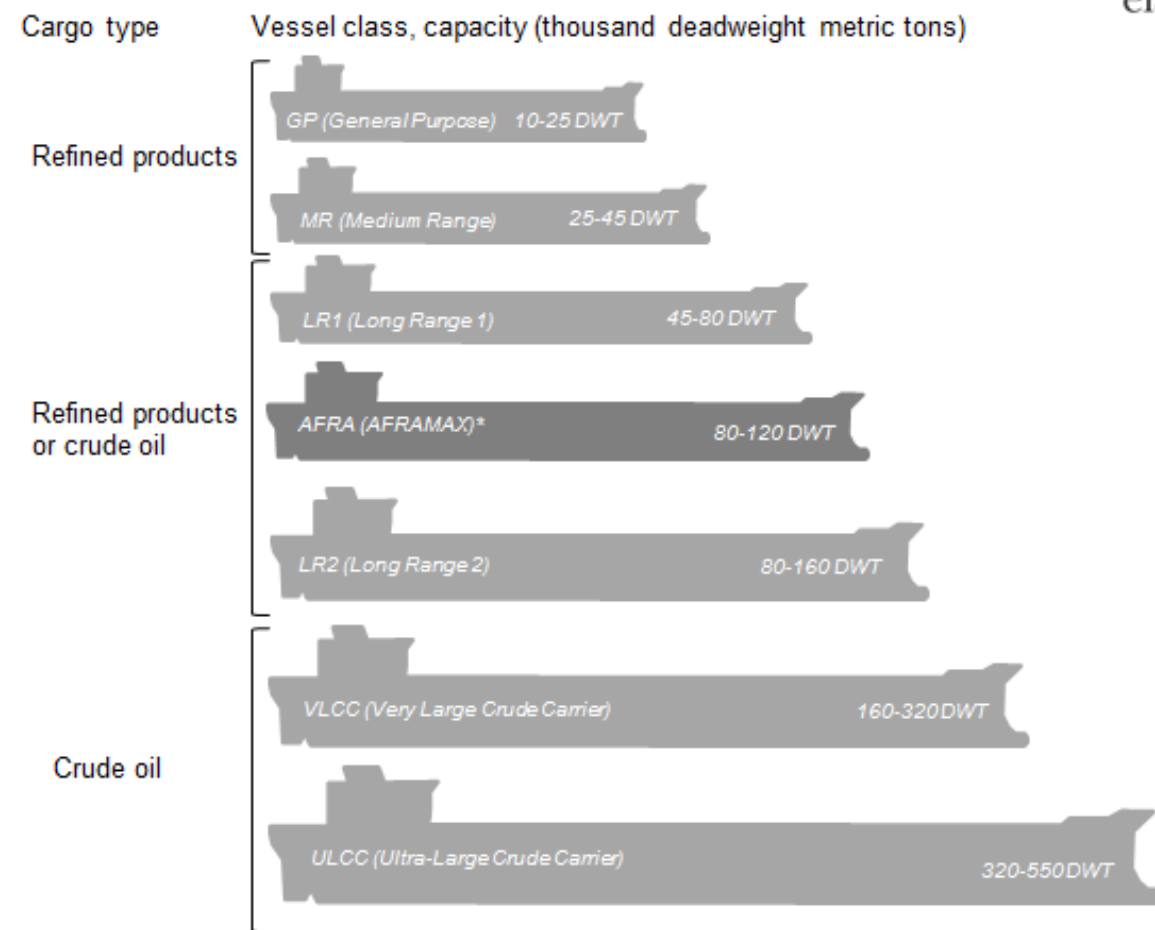 Cargo type Vessel class, capacity (thousand deadweight metric tons)
GP (General Purpose) 10-25 DWT
Refined products
MR (Medium Range) 25-45 DWT
LR1 (Long Range 1) 45-80 DWT
Refined products
or crude oil
AFRA (AFRAMAX)* 80-120 DWT
LR2 (Long Range 2) 80-160 DWT
VLCC (Very Large Crude Carrier) 160-320 DWT
Crude oil
ULCC (Ultra-Large Crude Carrier) 320-550 DWT